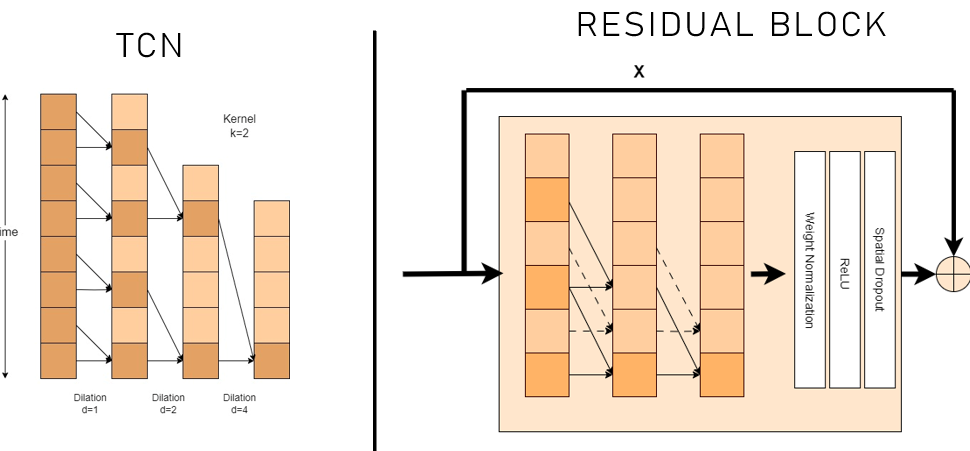 TCN
RESIDUAL BLOCK
X
Kernel
k=2
ime
Weight Normalization
ReLU
Spatial Dropout
Dilation
d=1
Dilation
d=2
Dilation
d=4